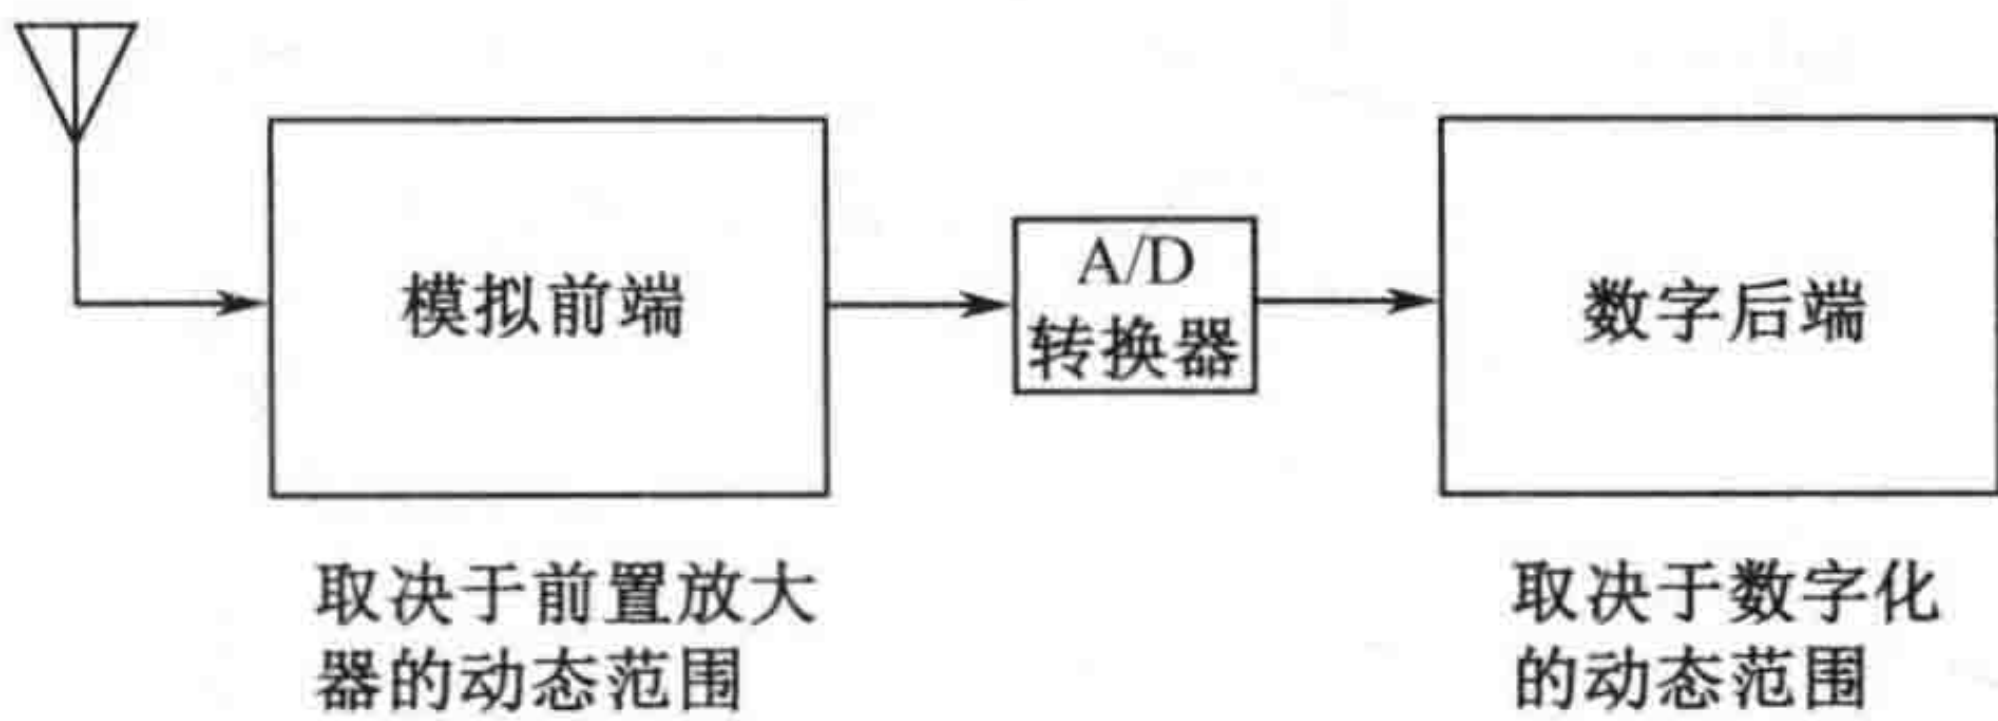 模拟前端
A/D
转换器
数字后端
取决于前置放大
器的动态范围
取决于数字化
的动态范围